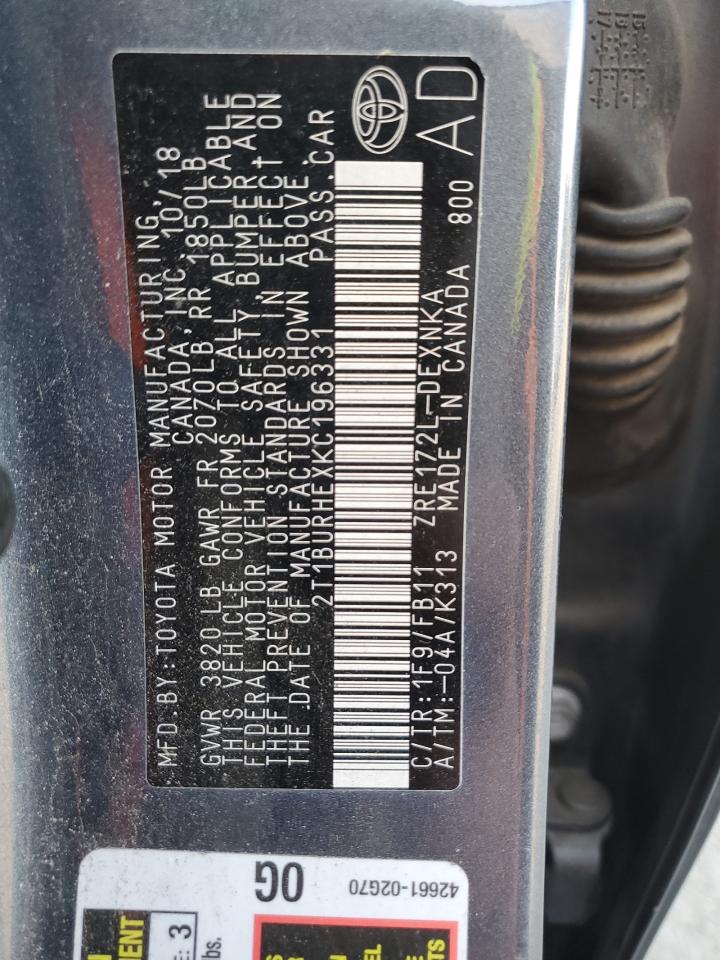 MFD.BY:TOYOTA MOTOR MANUFACTURING,
CANADA,INC. 10/18
GVWR 3820LB GAWR FR 2070LB RR 1850LB
THIS VEHICLE CONFORMS TO ALL APPLICABLE
FEDERAL MOTOR VEHICLE SAFETY, BUMPER AND
THEFT PREVENTION STANDARDS IN EFFECT ON
THE DATE OF MANUFACTURE SHOWN ABOVE.
2T1BURHEXKC196331 PASS.CAR
C/TR:1F9/FB11 ZRE172L-DEXNKA 800
A/TM:-04A/K313 MADE IN CANADA
AD
0G
42661-02G70
E: 3
lbs.